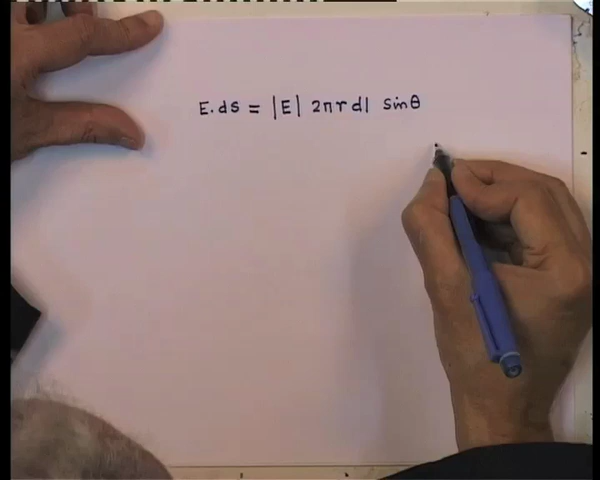 E.ds = |E| 2πr dl sinθ